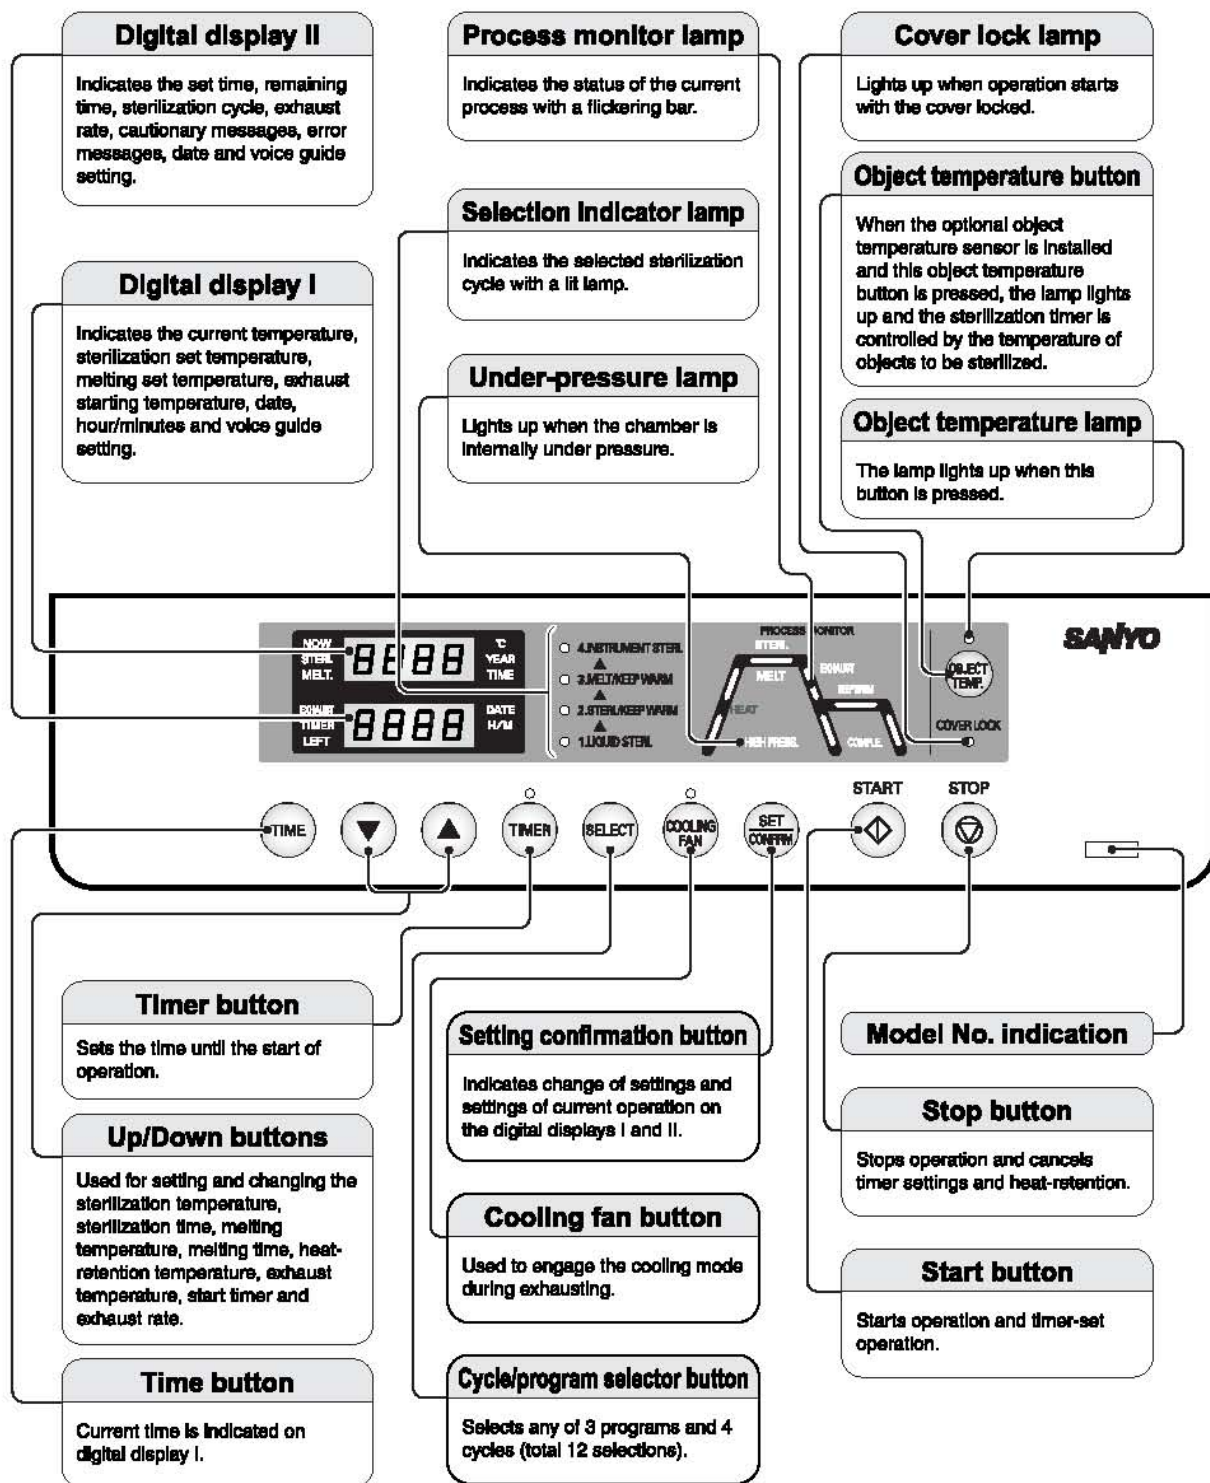 Digital display II
Indicates the set time, remaining
time, sterilization cycle, exhaust
rate, cautionary messages, error
messages, date and voice guide
setting.
Digital display I
Indicates the current temperature,
sterilization set temperature,
melting set temperature, exhaust
starting temperature, date,
hour/minutes and voice guide
setting.
Process monitor lamp
Indicates the status of the current
process with a flickering bar.
Selection indicator lamp
Indicates the selected sterilization
cycle with a lit lamp.
Under-pressure lamp
Lights up when the chamber is
internally under pressure.
Cover lock lamp
Lights up when operation starts
with the cover locked.
Object temperature button
When the optional object
temperature sensor is installed
and this object temperature
button is pressed, the lamp lights
up and the sterilization timer is
controlled by the temperature of
objects to be sterilized.
Object temperature lamp
The lamp lights up when this
button is pressed.
NOW
STERI.
MELT.
8888
°C
YEAR
TIME
EXHAUST
TIMER
LEFT
8888
DATE
H/M
4.INSTRUMENT STERI.
3.MELT/KEEP WARM
2.STERI./KEEP WARM
1.LIQUID STERI.
PROCESS MONITOR
STERI.
MELT
EXHAUST
HEAT
KEEP WARM
HIGH PRESS.
COMPLE.
OBJECT
TEMP.
COVER LOCK
SANYO
TIME
▼
▲
TIMER
SELECT
COOLING
FAN
SET
CONFIRM
START
STOP
Timer button
Sets the time until the start of
operation.
Up/Down buttons
Used for setting and changing the
sterilization temperature,
sterilization time, melting
temperature, melting time, heat-
retention temperature, exhaust
temperature, start timer and
exhaust rate.
Time button
Current time is indicated on
digital display I.
Setting confirmation button
Indicates change of settings and
settings of current operation on
the digital displays I and II.
Cooling fan button
Used to engage the cooling mode
during exhausting.
Cycle/program selector button
Selects any of 3 programs and 4
cycles (total 12 selections).
Model No. indication
Stop button
Stops operation and cancels
timer settings and heat-retention.
Start button
Starts operation and timer-set
operation.